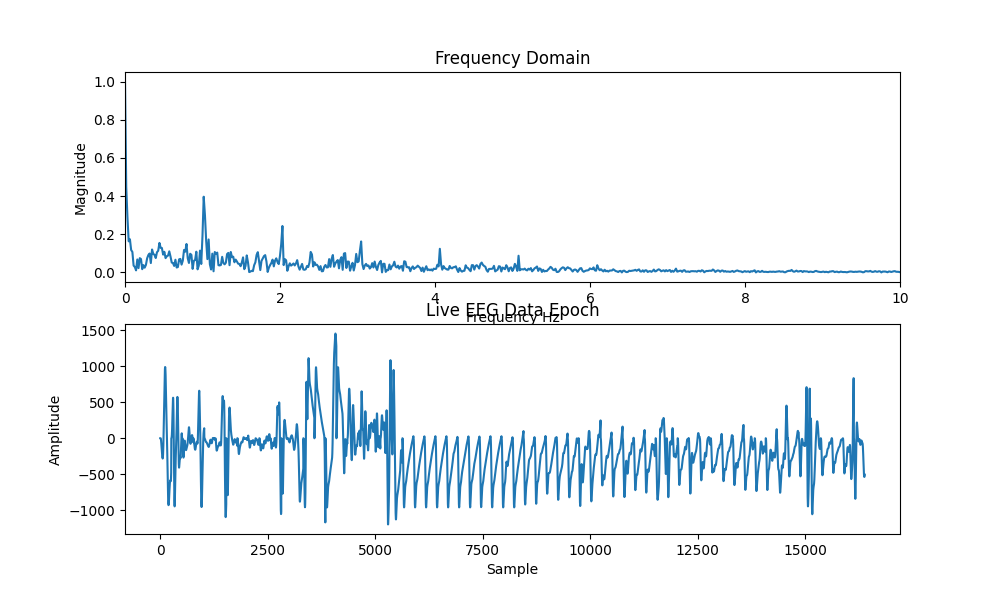 Frequency Domain
1.0
0.8
0.6
0.4
0.2
0.0
Magnitude
0 2 4 6 8 10
Frequency Hz
Live EEG Data Epoch
1500
1000
500
0
−500
−1000
Amplitude
0 2500 5000 7500 10000 12500 15000
Sample